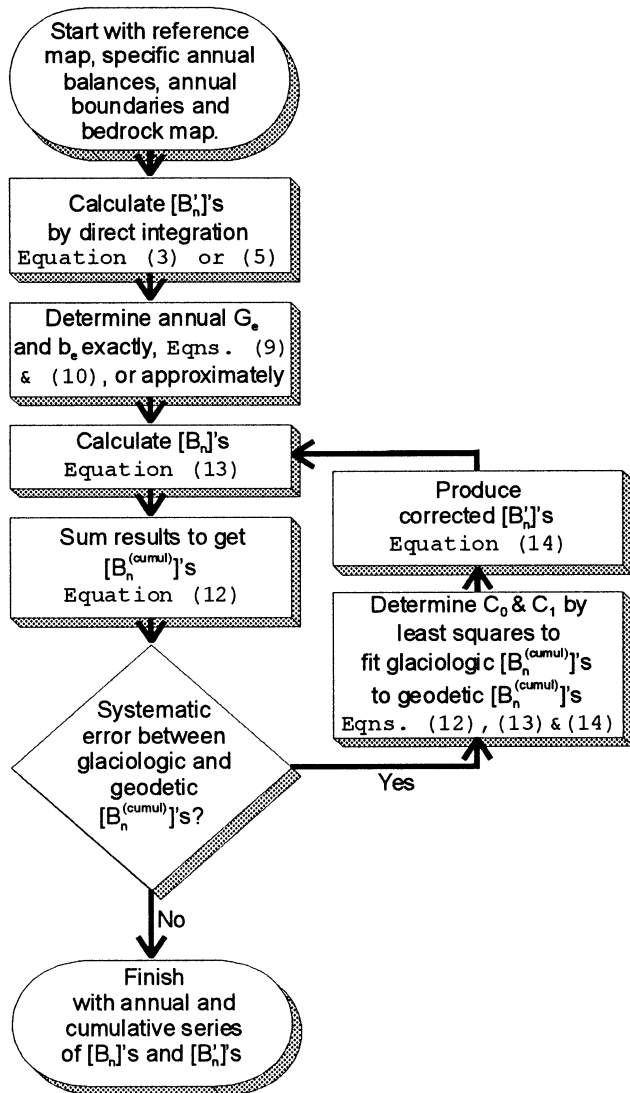 Start with reference
map, specific annual
balances, annual
boundaries and
bedrock map.
Calculate [B'ₙ]'s
by direct integration
Equation (3) or (5)
Determine annual Gₑ
and bₑ exactly, Eqns. (9)
& (10), or approximately
Calculate [Bₙ]'s
Equation (13)
Sum results to get
[Bₙ⁽ᶜᵘᵐᵘˡ⁾]'s
Equation (12)
Systematic
error between
glaciologic and
geodetic
[Bₙ⁽ᶜᵘᵐᵘˡ⁾]'s?
Yes
Determine C₀ & C₁ by
least squares to
fit glaciologic [Bₙ⁽ᶜᵘᵐᵘˡ⁾]'s
to geodetic [Bₙ⁽ᶜᵘᵐᵘˡ⁾]'s
Eqns. (12), (13) & (14)
Produce
corrected [B'ₙ]'s
Equation (14)
No
Finish
with annual and
cumulative series
of [Bₙ]'s and [B'ₙ]'s